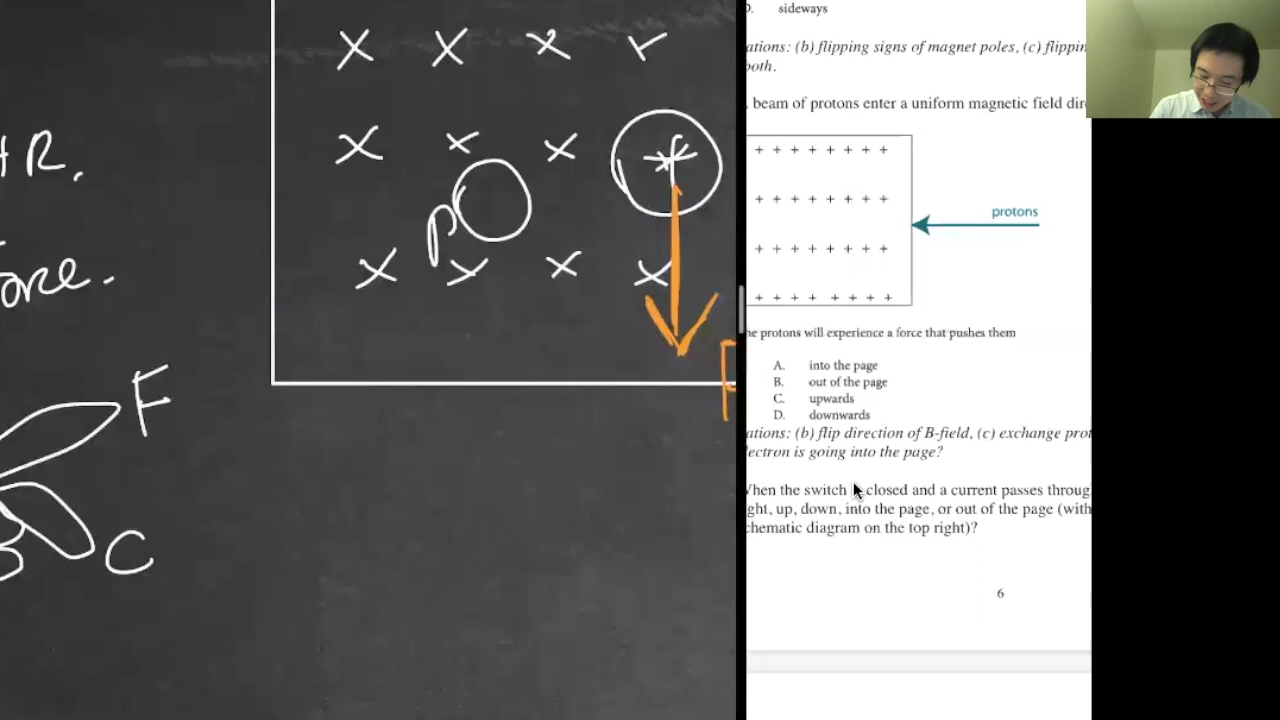 R.
F
C
B
X X X X
X X X X
p
X X X X
F
D. sideways
ations: (b) flipping signs of magnet poles, (c) flippin
both.
beam of protons enter a uniform magnetic field dir
+ + + + + + + +
+ + + + + + + +
+ + + + + + + +
+ + + + + + + +
protons
he protons will experience a force that pushes them
A. into the page
B. out of the page
C. upwards
D. downwards
ations: (b) flip direction of B-field, (c) exchange prot
lectron is going into the page?
When the switch closed and a current passes throug
ght, up, down, into the page, or out of the page (with
chematic diagram on the top right)?
6